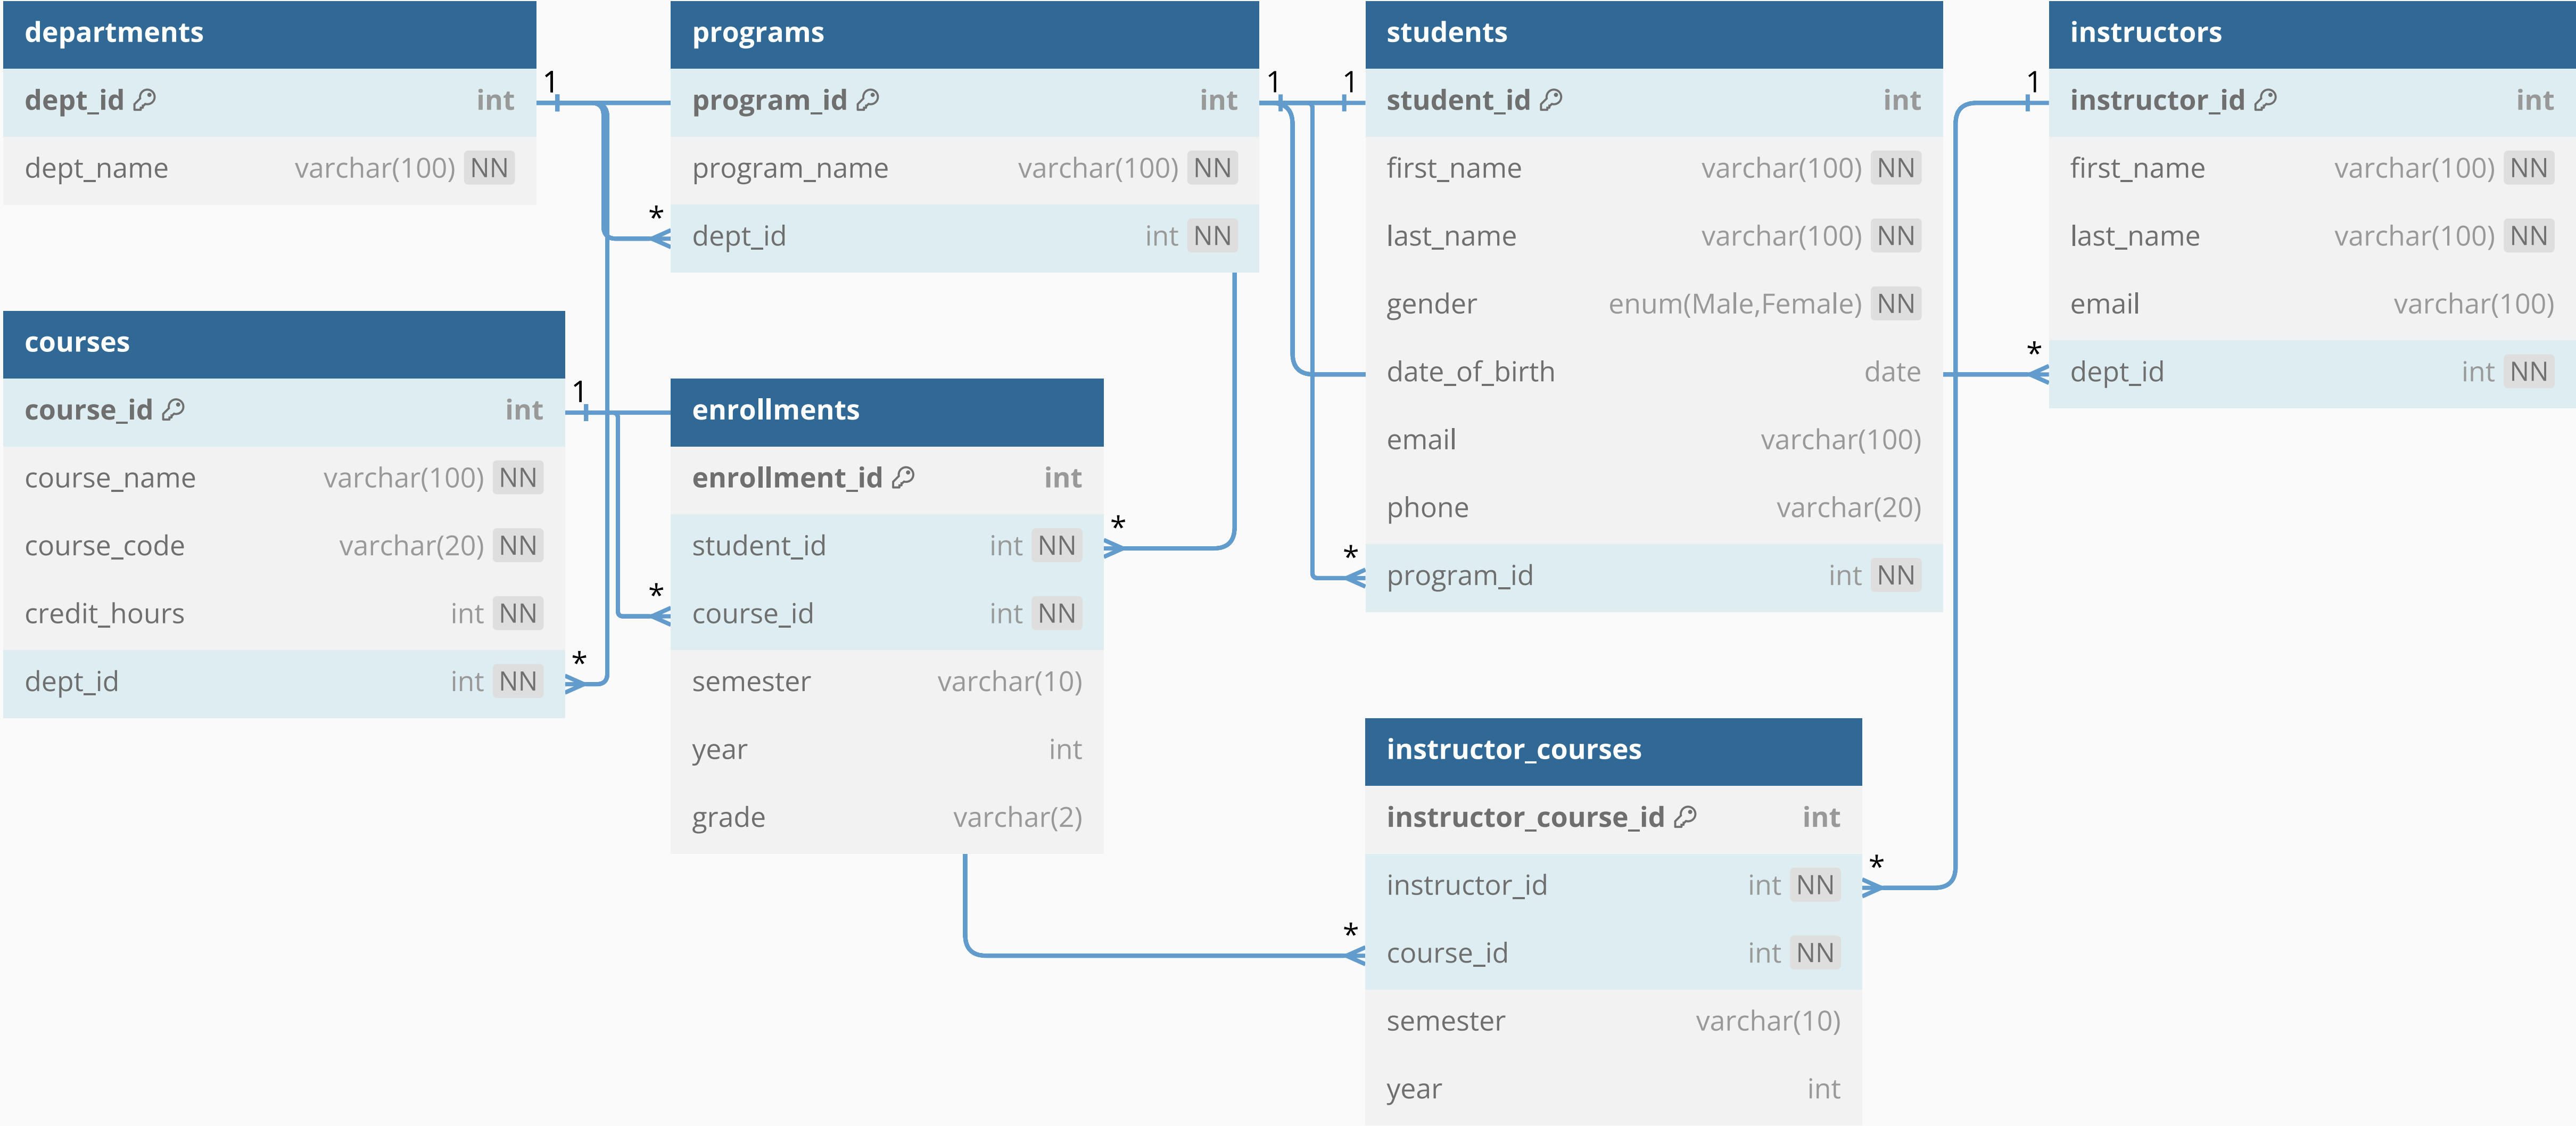 departments
dept_id int
dept_name varchar(100) NN
programs
1 program_id int
program_name varchar(100) NN
* dept_id int NN
students
1 1 student_id int
first_name varchar(100) NN
last_name varchar(100) NN
gender enum(Male,Female) NN
date_of_birth date
email varchar(100)
phone varchar(20)
* program_id int NN
instructors
1 instructor_id int
first_name varchar(100) NN
last_name varchar(100) NN
email varchar(100)
* dept_id int NN
courses
course_id int 1
course_name varchar(100) NN
course_code varchar(20) NN
credit_hours int NN
dept_id int NN *
enrollments
enrollment_id int
student_id int NN *
* course_id int NN
semester varchar(10)
year int
grade varchar(2)
instructor_courses
instructor_course_id int
instructor_id int NN *
* course_id int NN
semester varchar(10)
year int